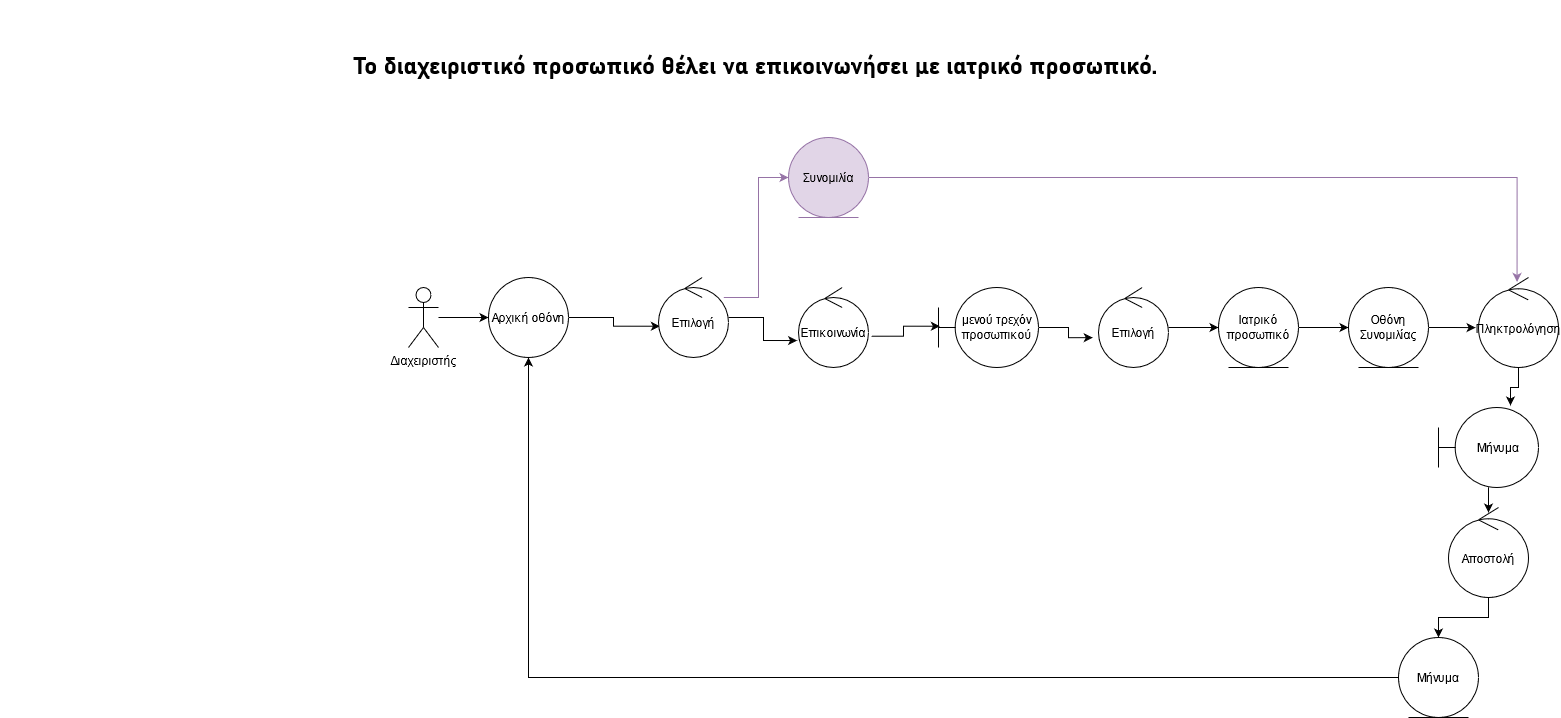 Το διαχειριστικό προσωπικό θέλει να επικοινωνήσει με ιατρικό προσωπικό.
Συνομιλία
Διαχειριστής
Αρχική οθόνη
Επιλογή
Επικοινωνία
μενού τρεχόν
προσωπικού
Επιλογή
Ιατρικό
προσωπικό
Οθόνη
Συνομιλίας
Πληκτρολόγηση
Μήνυμα
Αποστολή
Μήνυμα